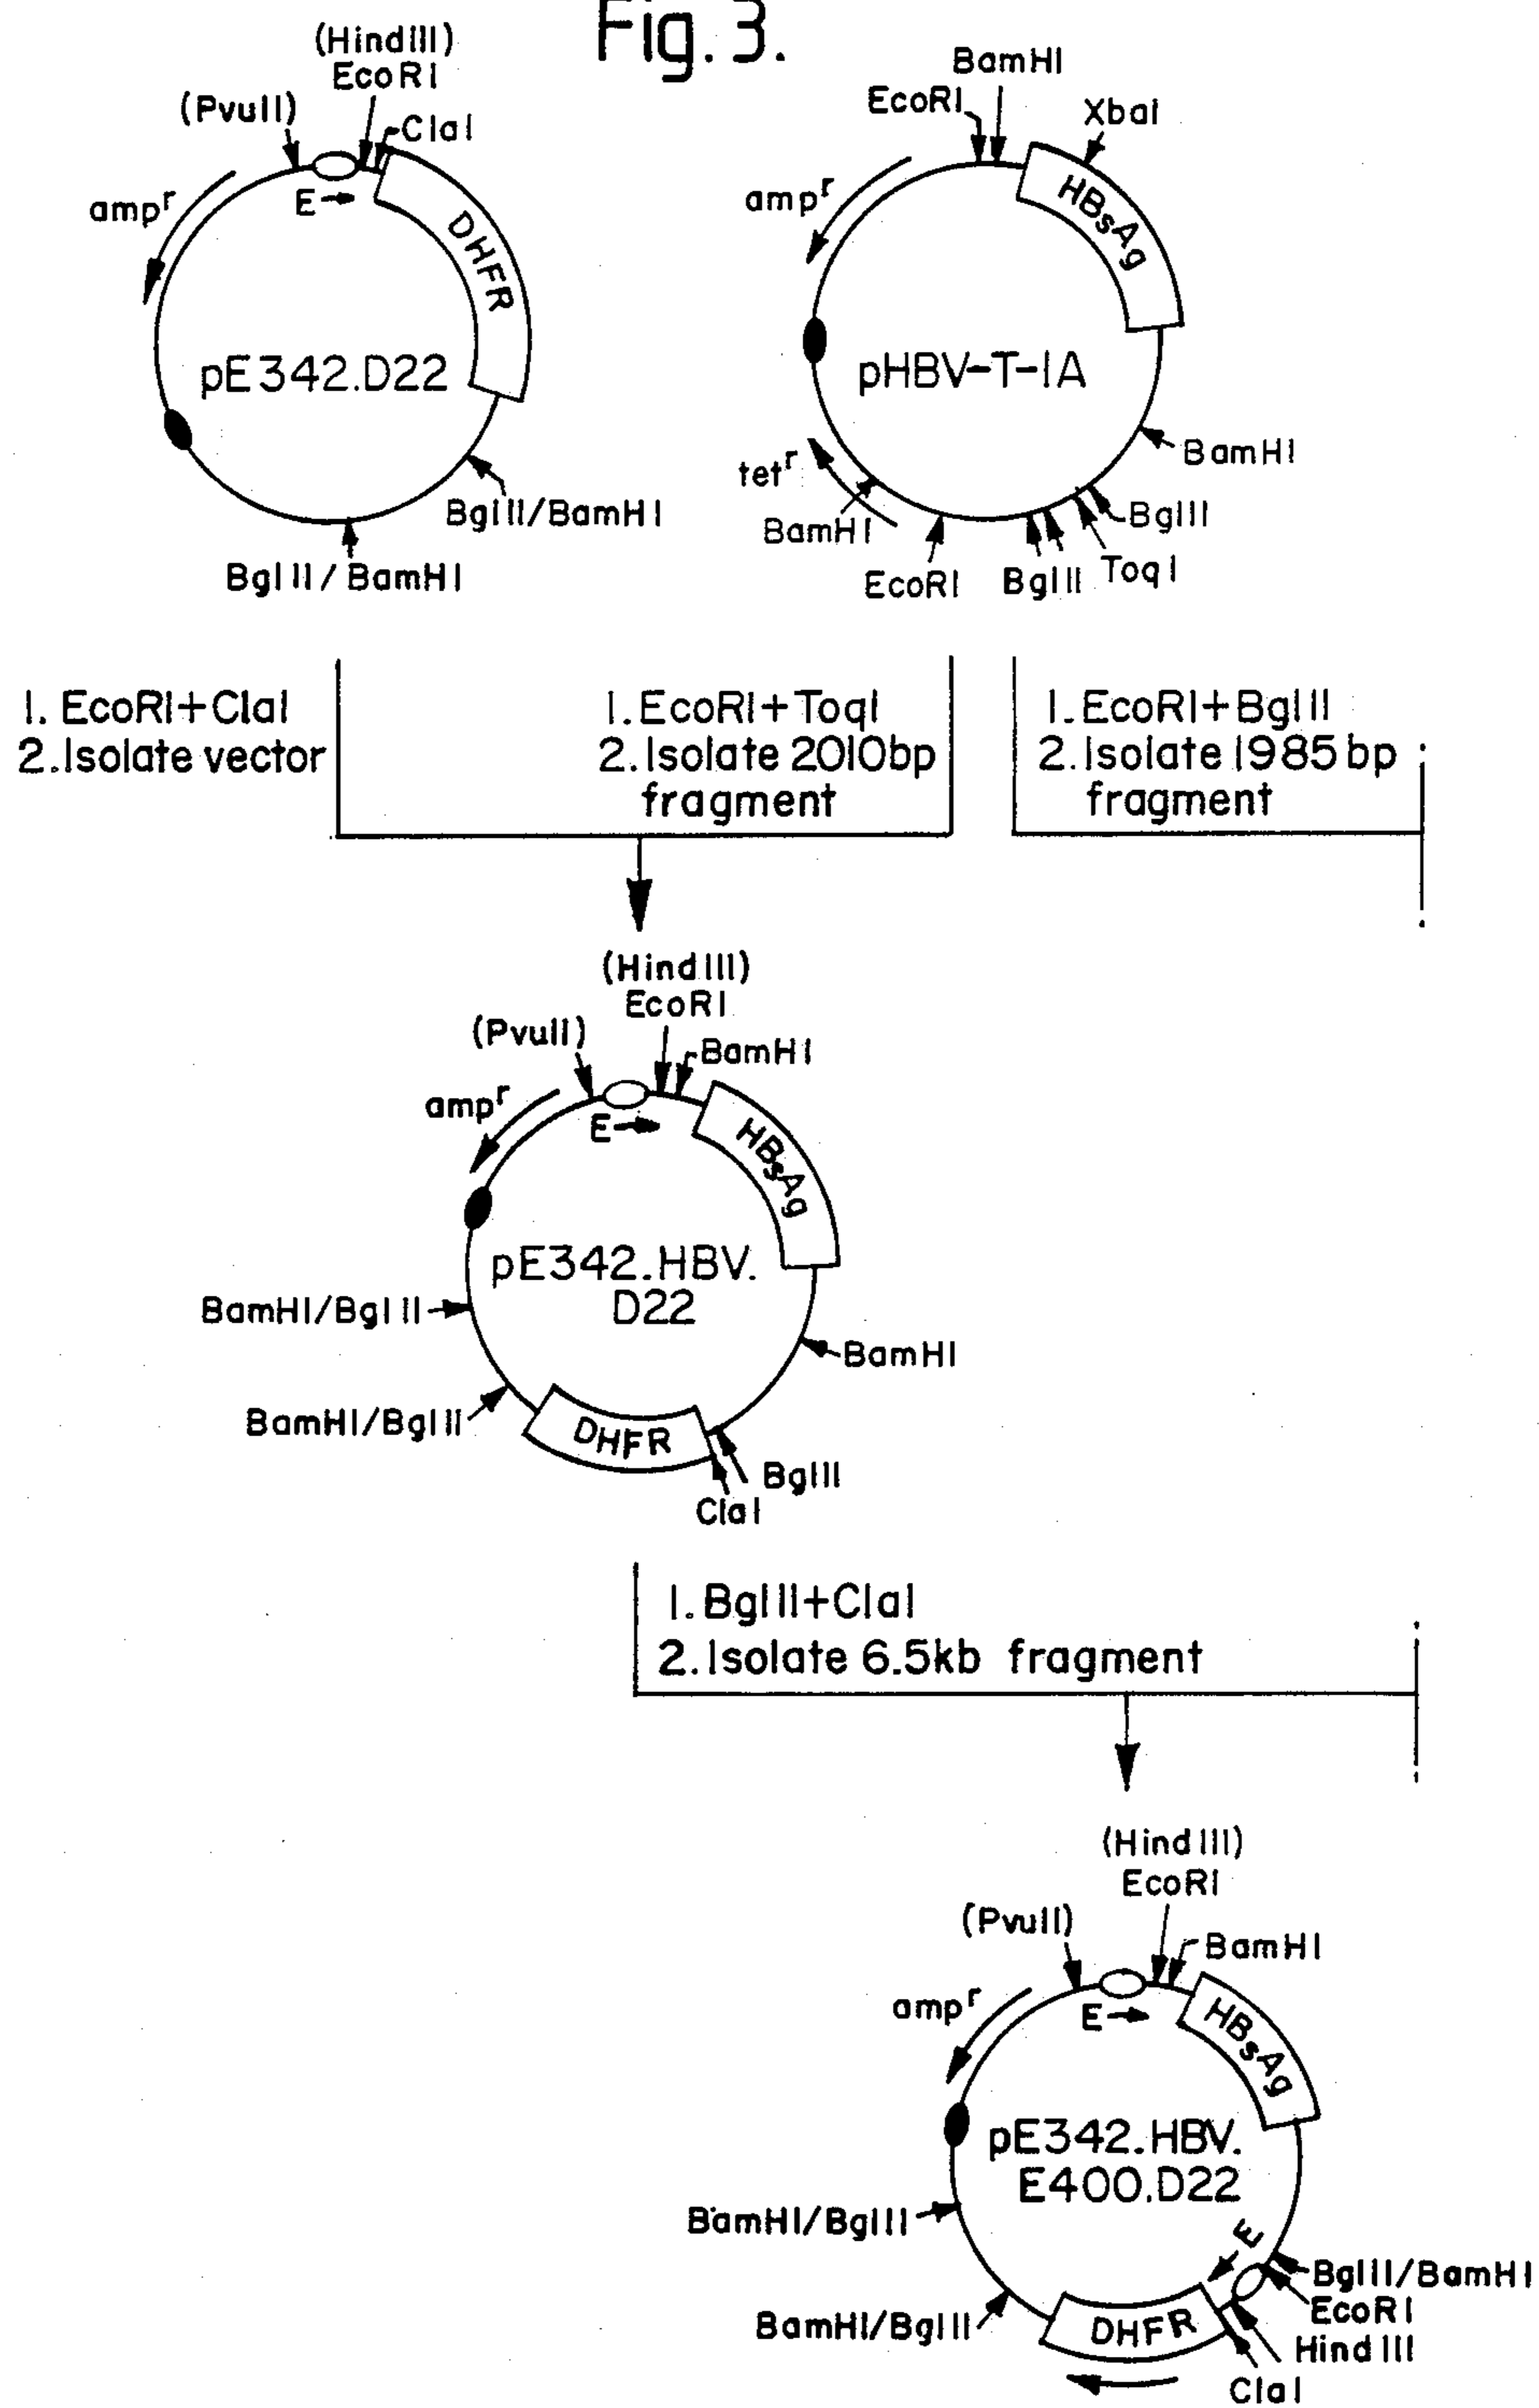 Fig. 3.
(HindIII)
EcoRI
(PvuII)
ClaI
ampʳ
E
DHFR
pE342.D22
BglII/BamHI
BglII/BamHI
BamHI
EcoRI
XbaI
ampʳ
HBsAg
pHBV-T-1A
tetʳ
BamHI
BamHI
BglII
EcoRI
BglII
ToqI
1. EcoRI+ClaI
2. Isolate vector
1. EcoRI+ToqI
2. Isolate 2010bp
fragment
1. EcoRI+BglII
2. Isolate 1985bp
fragment
(HindIII)
EcoRI
(PvuII)
BamHI
ampʳ
E
HBsAg
pE342.HBV.
D22
BamHI/BglII
BamHI
BamHI/BglII
DHFR
BglII
ClaI
1. BglII+ClaI
2. Isolate 6.5kb fragment
(HindIII)
EcoRI
(PvuII)
BamHI
ampʳ
E
HBsAg
pE342.HBV.
E400.D22
BamHI/BglII
E
BglII/BamHI
EcoRI
BamHI/BglII
DHFR
HindIII
ClaI